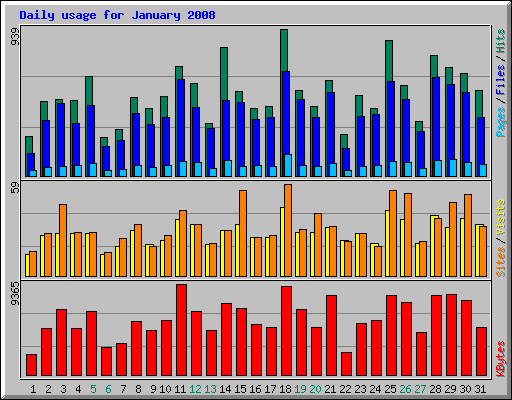 Daily usage for January 2008
939
Pages / Files / Hits
59
Sites / Visits
9365
KBytes
1 2 3 4 5 6 7 8 9 10 11 12 13 14 15 16 17 18 19 20 21 22 23 24 25 26 27 28 29 30 31